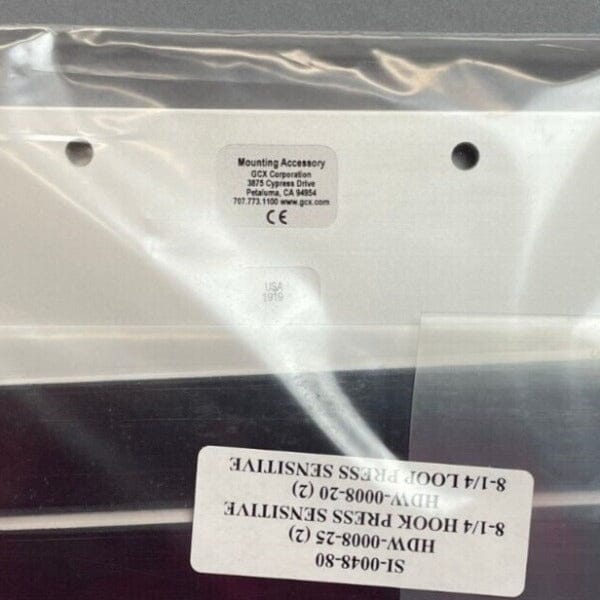 Mounting Accessory
GCX Corporation
3875 Cypress Drive
Petaluma, CA 94954
707.773.1100 www.gcx.com
CE
USA
1919
SI-0048-80
HDW-0008-25 (2)
8-1/4 HOOK PRESS SENSITIVE
HDW-0008-20 (2)
8-1/4 LOOP PRESS SENSITIVE